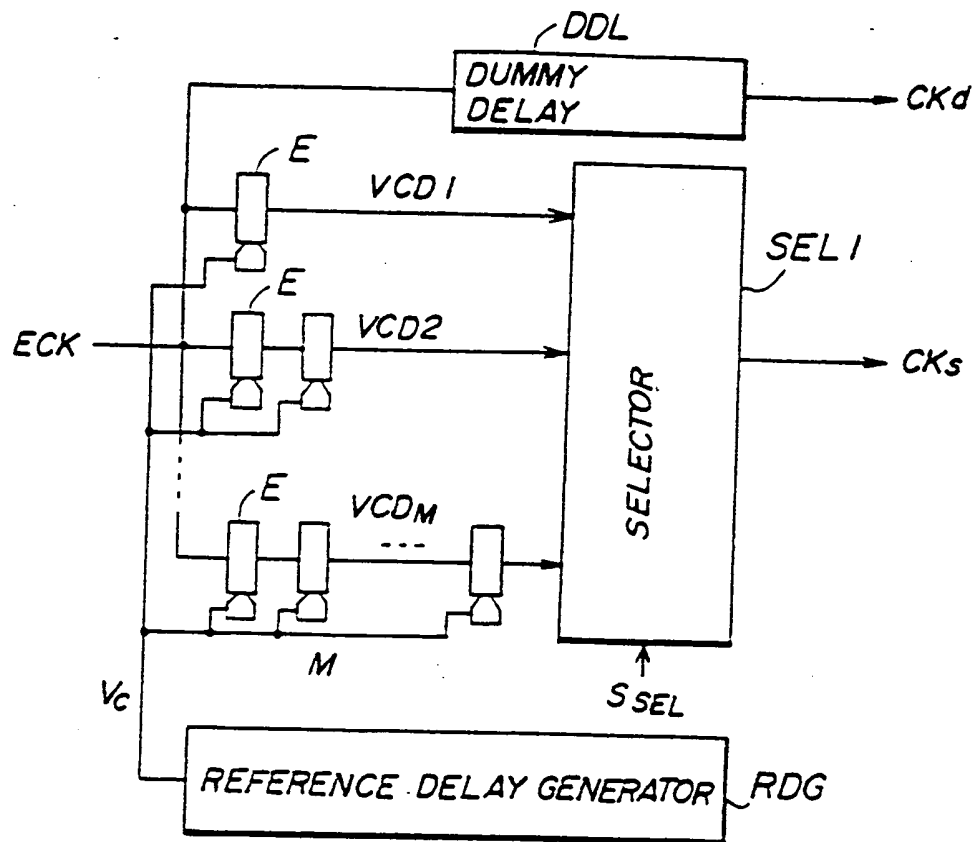 DDL
DUMMY
DELAY
CKd
E
VCD1
SEL1
E
ECK
VCD2
CKs
SELECTOR
E
VCDM
M
VC
SSEL
REFERENCE DELAY GENERATOR
RDG